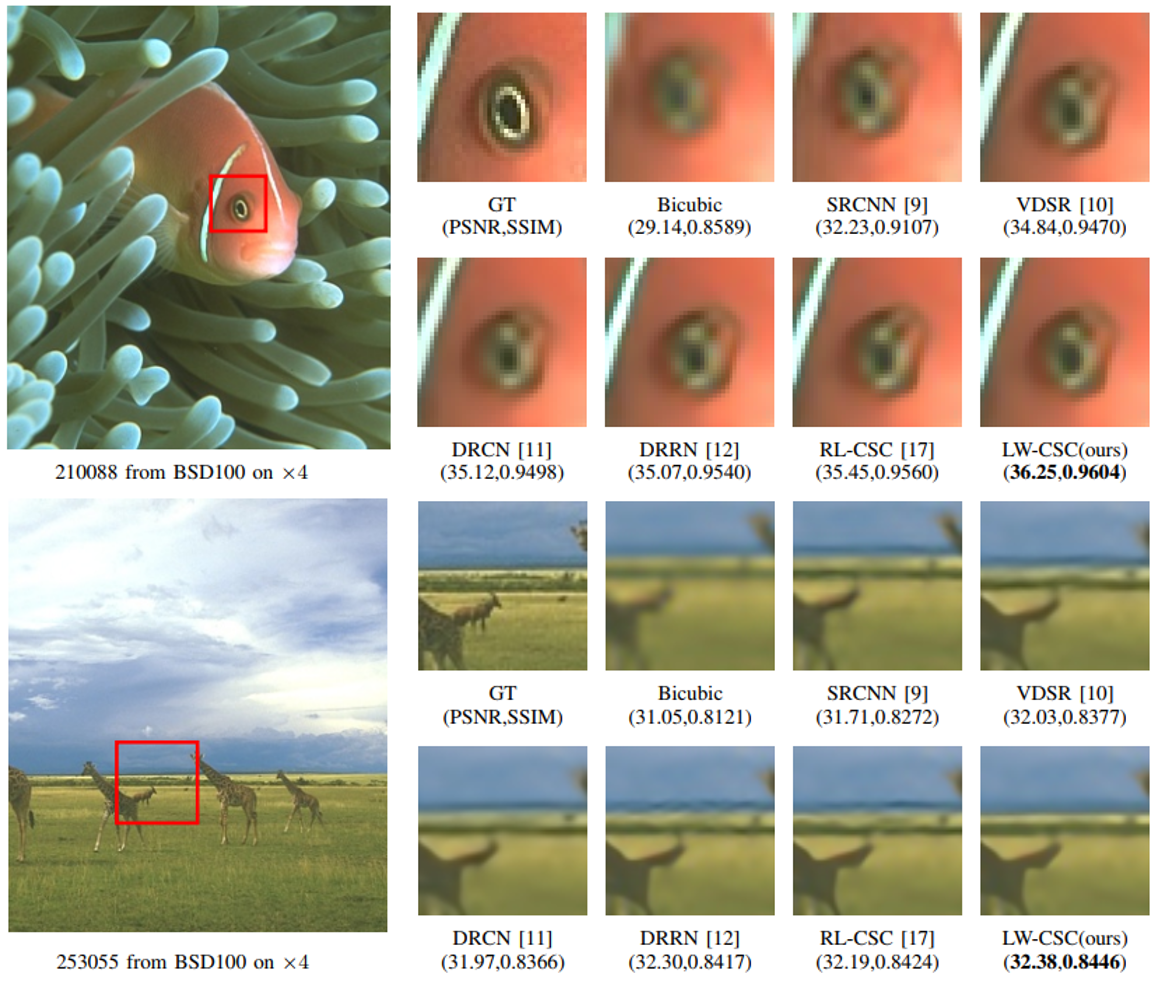 GT
(PSNR,SSIM)
Bicubic
(29.14,0.8589)
SRCNN [9]
(32.23,0.9107)
VDSR [10]
(34.84,0.9470)
DRCN [11]
(35.12,0.9498)
DRRN [12]
(35.07,0.9540)
RL-CSC [17]
(35.45,0.9560)
LW-CSC(ours)
(36.25,0.9604)
210088 from BSD100 on ×4
GT
(PSNR,SSIM)
Bicubic
(31.05,0.8121)
SRCNN [9]
(31.71,0.8272)
VDSR [10]
(32.03,0.8377)
DRCN [11]
(31.97,0.8366)
DRRN [12]
(32.30,0.8417)
RL-CSC [17]
(32.19,0.8424)
LW-CSC(ours)
(32.38,0.8446)
253055 from BSD100 on ×4